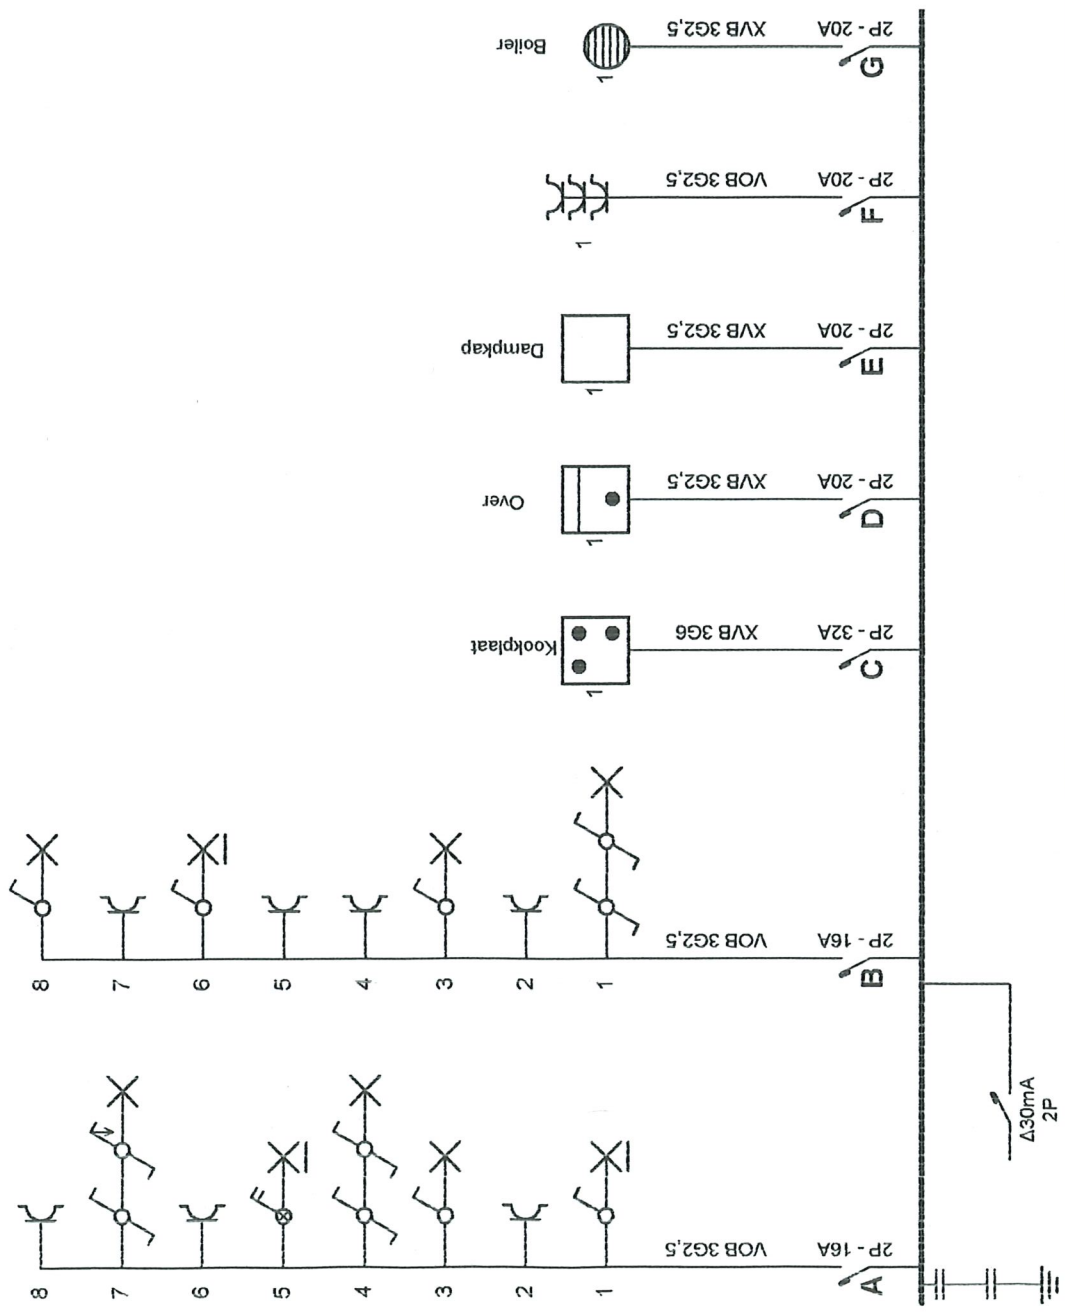 Boiler
1
XVB 3G2,5
2P - 20A
G
1
VOB 3G2,5
2P - 20A
F
Dampkap
1
XVB 3G2,5
2P - 20A
E
Over
1
XVB 3G2,5
2P - 20A
D
Kookplaat
1
XVB 3G6
2P - 32A
C
8
7
6
5
4
3
2
1
VOB 3G2,5
2P - 16A
B
8
7
6
5
4
3
2
1
VOB 3G2,5
2P - 16A
A
Δ30mA
2P